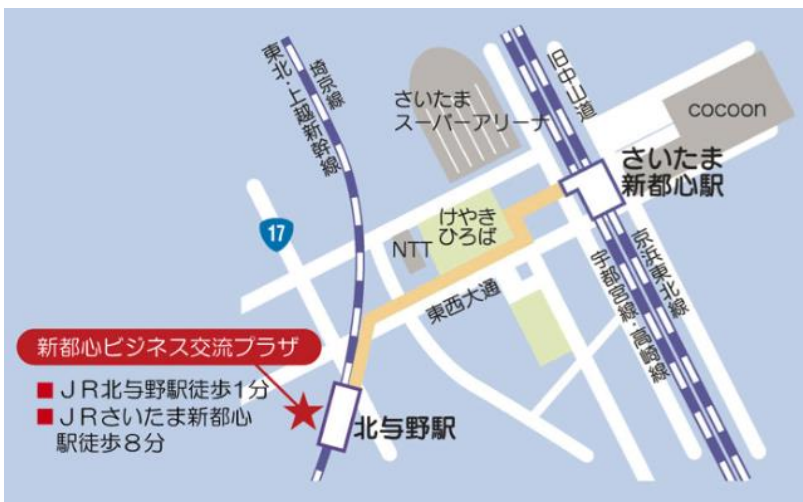 東北・上越新幹線
埼京線
さいたま
スーパーアリーナ
旧中山道
cocoon
さいたま
新都心駅
けやき
ひろば
NTT
17
東西大通
宇都宮線・高崎線
京浜東北線
新都心ビジネス交流プラザ
■ＪＲ北与野駅徒歩1分
■ＪＲさいたま新都心
駅徒歩８分
北与野駅